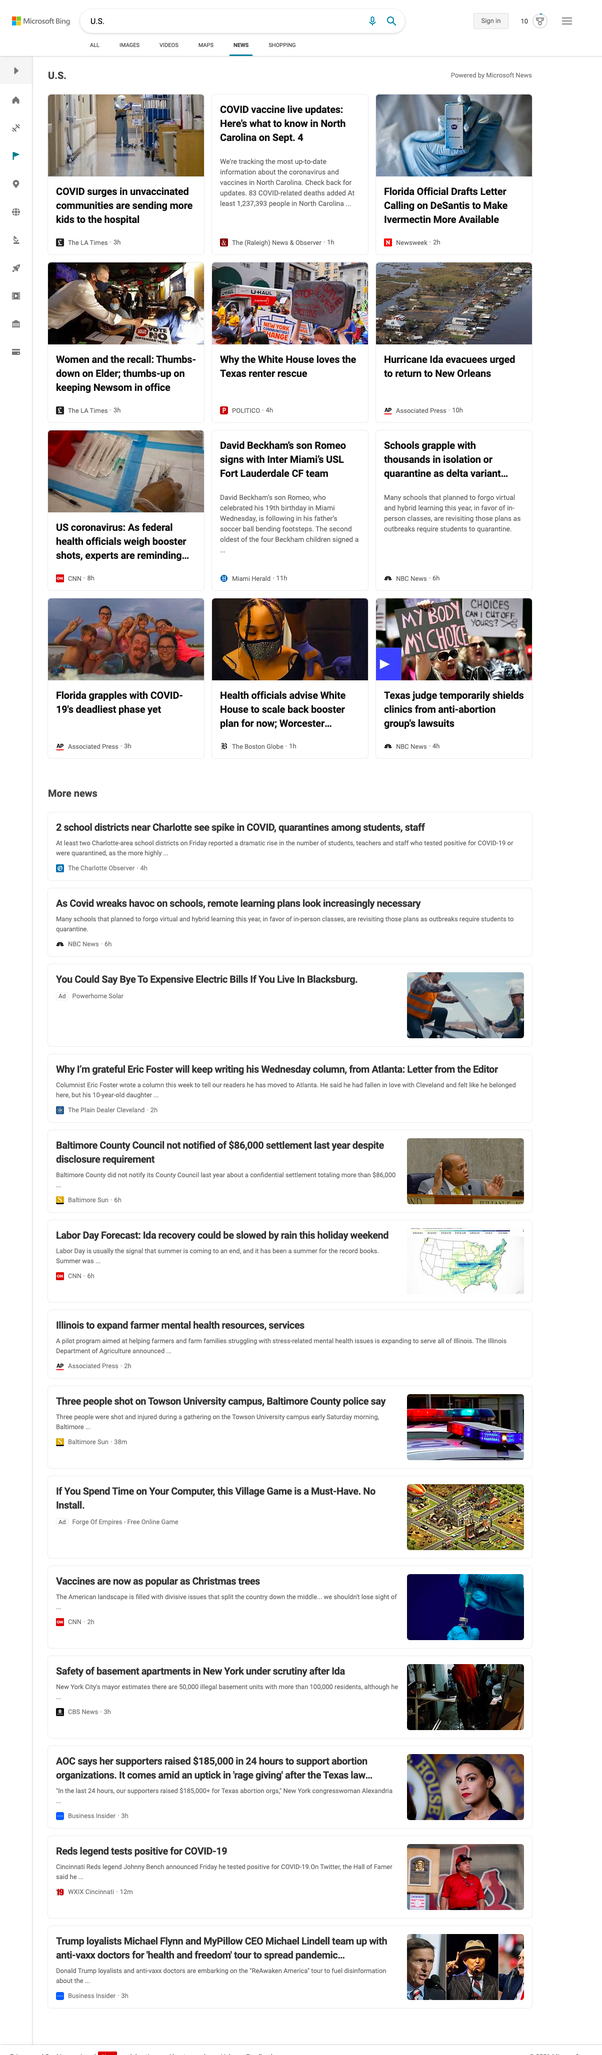 Microsoft Bing
U.S.
Sign in
10
ALL
IMAGES
VIDEOS
MAPS
NEWS
SHOPPING
U.S.
Powered by Microsoft News
COVID surges in unvaccinated
communities are sending more
kids to the hospital
The LA Times · 3h
COVID vaccine live updates:
Here's what to know in North
Carolina on Sept. 4
We're tracking the most up-to-date
information about the coronavirus and
vaccines in North Carolina. Check back for
updates. 83 COVID-related deaths added At
least 1,237,393 people in North Carolina ...
The (Raleigh) News & Observer · 1h
Florida Official Drafts Letter
Calling on DeSantis to Make
Ivermectin More Available
Newsweek · 2h
VOTE
NO
Women and the recall: Thumbs-
down on Elder; thumbs-up on
keeping Newsom in office
The LA Times · 3h
U-HAUL
NEW YORK
CHANGE
Why the White House loves the
Texas renter rescue
POLITICO · 4h
Hurricane Ida evacuees urged
to return to New Orleans
Associated Press · 10h
US coronavirus: As federal
health officials weigh booster
shots, experts are reminding...
CNN · 8h
David Beckham's son Romeo
signs with Inter Miami's USL
Fort Lauderdale CF team
David Beckham's son Romeo, who
celebrated his 19th birthday in Miami
Wednesday, is following in his father's
soccer ball bending footsteps. The second
oldest of the four Beckham children signed a
...
Miami Herald · 11h
Schools grapple with
thousands in isolation or
quarantine as delta variant...
Many schools that planned to forgo virtual
and hybrid learning this year, in favor of in-
person classes, are revisiting those plans as
outbreaks require students to quarantine.
NBC News · 6h
Florida grapples with COVID-
19's deadliest phase yet
Associated Press · 3h
Health officials advise White
House to scale back booster
plan for now; Worcester...
The Boston Globe · 1h
MY BODY
MY CHOICE
CHOICES
CAN I CUT OFF
YOURS?
Texas judge temporarily shields
clinics from anti-abortion
group's lawsuits
NBC News · 4h
More news
2 school districts near Charlotte see spike in COVID, quarantines among students, staff
At least two Charlotte-area school districts on Friday reported a dramatic rise in the number of students, teachers and staff who tested positive for COVID-19 or
were quarantined, as the more highly ...
The Charlotte Observer · 4h
As Covid wreaks havoc on schools, remote learning plans look increasingly necessary
Many schools that planned to forgo virtual and hybrid learning this year, in favor of in-person classes, are revisiting those plans as outbreaks require students to
quarantine.
NBC News · 6h
You Could Say Bye To Expensive Electric Bills If You Live In Blacksburg.
Ad Powerhome Solar
Why I'm grateful Eric Foster will keep writing his Wednesday column, from Atlanta: Letter from the Editor
Columnist Eric Foster wrote a column this week to tell our readers he has moved to Atlanta. He said he had fallen in love with Cleveland and felt like he belonged
here, but his 10-year-old daughter ...
The Plain Dealer Cleveland · 2h
Baltimore County Council not notified of $86,000 settlement last year despite
disclosure requirement
Baltimore County did not notify its County Council last year about a confidential settlement totaling more than $86,000
...
Baltimore Sun · 6h
Labor Day Forecast: Ida recovery could be slowed by rain this holiday weekend
Labor Day is usually the signal that summer is coming to an end, and it has been a summer for the record books.
Summer was ...
CNN · 6h
Illinois to expand farmer mental health resources, services
A pilot program aimed at helping farmers and farm families struggling with stress-related mental health issues is expanding to serve all of Illinois. The Illinois
Department of Agriculture announced ...
Associated Press · 2h
Three people shot on Towson University campus, Baltimore County police say
Three people were shot and injured during a gathering on the Towson University campus early Saturday morning,
Baltimore ...
Baltimore Sun · 38m
If You Spend Time on Your Computer, this Village Game is a Must-Have. No
Install.
Ad Forge Of Empires - Free Online Game
Vaccines are now as popular as Christmas trees
The American landscape is filled with divisive issues that split the country down the middle... we shouldn't lose sight of
...
CNN · 2h
Safety of basement apartments in New York under scrutiny after Ida
New York City's mayor estimates there are 50,000 illegal basement units with more than 100,000 residents, although he
...
CBS News · 3h
AOC says her supporters raised $185,000 in 24 hours to support abortion
organizations. It comes amid an uptick in 'rage giving' after the Texas law...
"In the last 24 hours, our supporters raised $185,000+ for Texas abortion orgs," New York congresswoman Alexandria
...
Business Insider · 3h
HOUSE
Reds legend tests positive for COVID-19
Cincinnati Reds legend Johnny Bench announced Friday he tested positive for COVID-19.On Twitter, the Hall of Famer
said he ...
WXIX Cincinnati · 12m
Trump loyalists Michael Flynn and MyPillow CEO Michael Lindell team up with
anti-vaxx doctors for 'health and freedom' tour to spread pandemic...
Donald Trump loyalists and anti-vaxx doctors are embarking on the "ReAwaken America" tour to fuel disinformation
about the ...
Business Insider · 3h